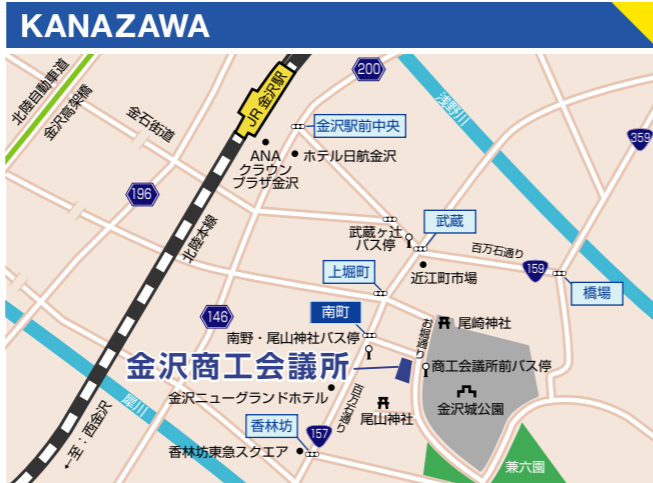 KANAZAWA
北陸自動車道
金沢高架橋
金石街道
JR 金沢駅
200
浅野川
359
金沢駅前中央
ANA
クラウン
プラザ金沢
ホテル日航金沢
196
北陸本線
武蔵ヶ辻
バス停
武蔵
百万石通り
159
近江町市場
橋場
上堀町
146
南町
南野・尾山神社バス停
お堀通り
尾崎神社
金沢商工会議所
商工会議所前バス停
金沢ニューグランドホテル
百万石通り
尾山神社
金沢城公園
犀川
香林坊
157
香林坊東急スクエア
兼六園
←至：西金沢